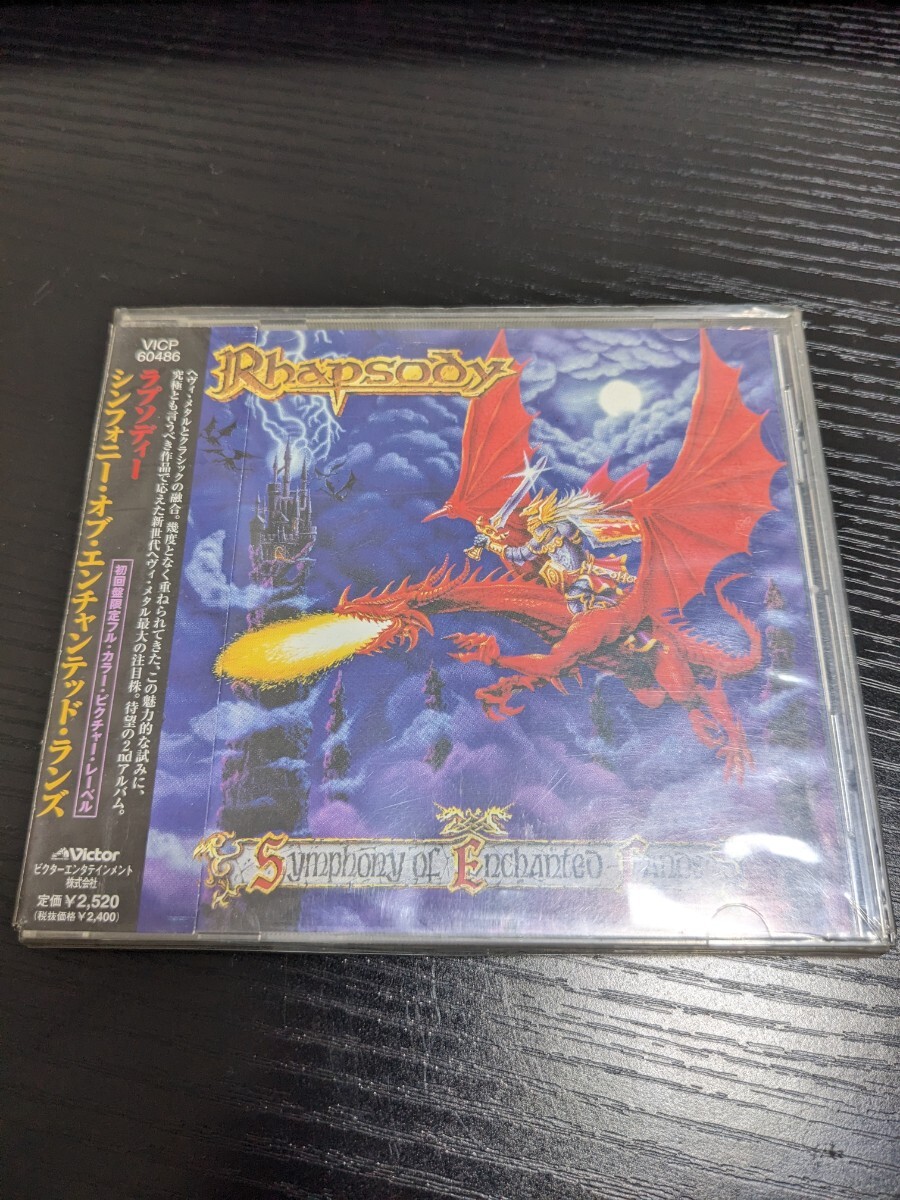 VICP
60486
ラプソディー
シンフォニー・オブ・エンチャンテッド・ランズ
初回盤限定フル・カラー・ピクチャー・レーベル
ヘヴィ・メタルとクラシックの融合。幾度となく重ねられてきた、この魅力的な試みに、
究極とも言うべき作品で応えた新世代ヘヴィ・メタル最大の注目株。待望の2ndアルバム。
Victor
ビクターエンタテインメント
株式会社
定価¥2,520
(税抜価格¥2,400)
Rhapsody
Symphony of Enchanted